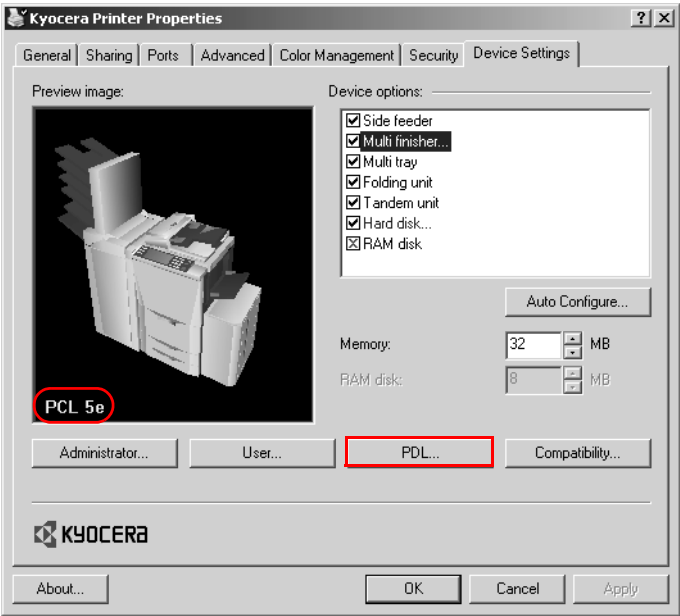 Kyocera Printer Properties
General Sharing Ports Advanced Color Management Security Device Settings
Preview image:
Device options:
Side feeder
Multi finisher...
Multi tray
Folding unit
Tandem unit
Hard disk...
RAM disk
Auto Configure...
Memory: 32 MB
RAM disk: 8 MB
PCL 5e
Administrator... User... PDL... Compatibility...
KYOCERA
About... OK Cancel Apply